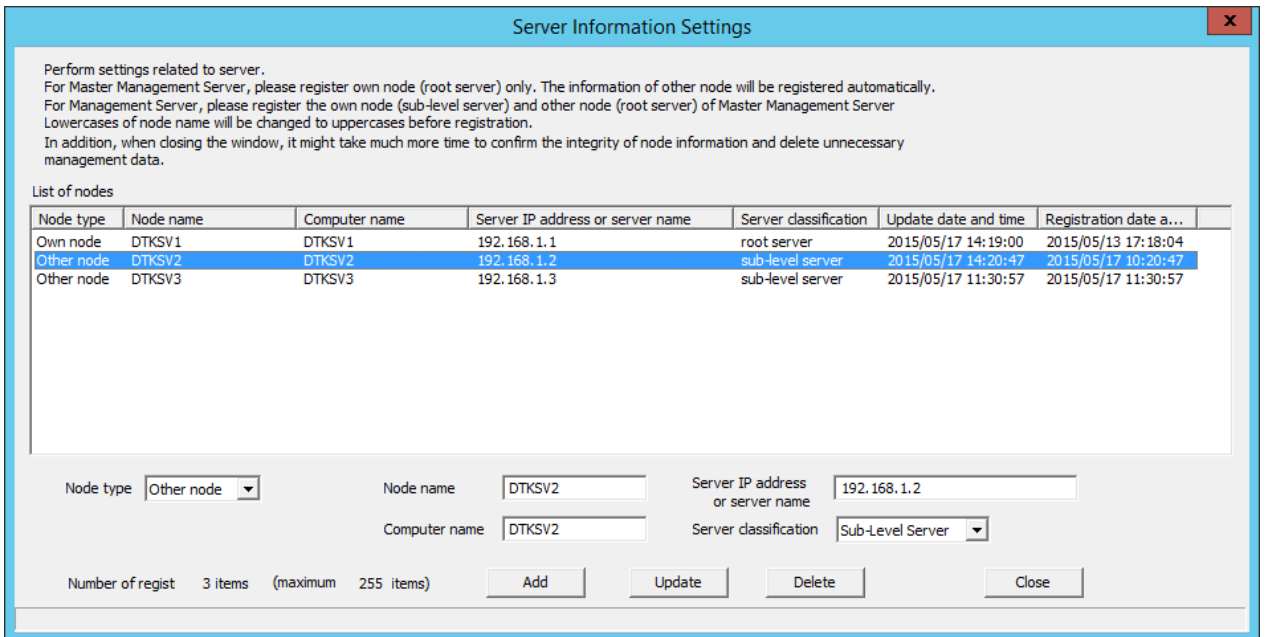 Server Information Settings
x
Perform settings related to server.
For Master Management Server, please register own node (root server) only. The information of other node will be registered automatically.
For Management Server, please register the own node (sub-level server) and other node (root server) of Master Management Server
Lowercases of node name will be changed to uppercases before registration.
In addition, when closing the window, it might take much more time to confirm the integrity of node information and delete unnecessary
management data.
List of nodes
Node type Node name Computer name Server IP address or server name Server classification Update date and time Registration date a...
Own node DTKSV1 DTKSV1 192.168.1.1 root server 2015/05/17 14:19:00 2015/05/13 17:18:04
Other node DTKSV2 DTKSV2 192.168.1.2 sub-level server 2015/05/17 14:20:47 2015/05/17 10:20:47
Other node DTKSV3 DTKSV3 192.168.1.3 sub-level server 2015/05/17 11:30:57 2015/05/17 11:30:57
Node type Other node Node name DTKSV2 Server IP address or server name 192.168.1.2
Computer name DTKSV2 Server classification Sub-Level Server
Number of regist 3 items (maximum 255 items) Add Update Delete Close